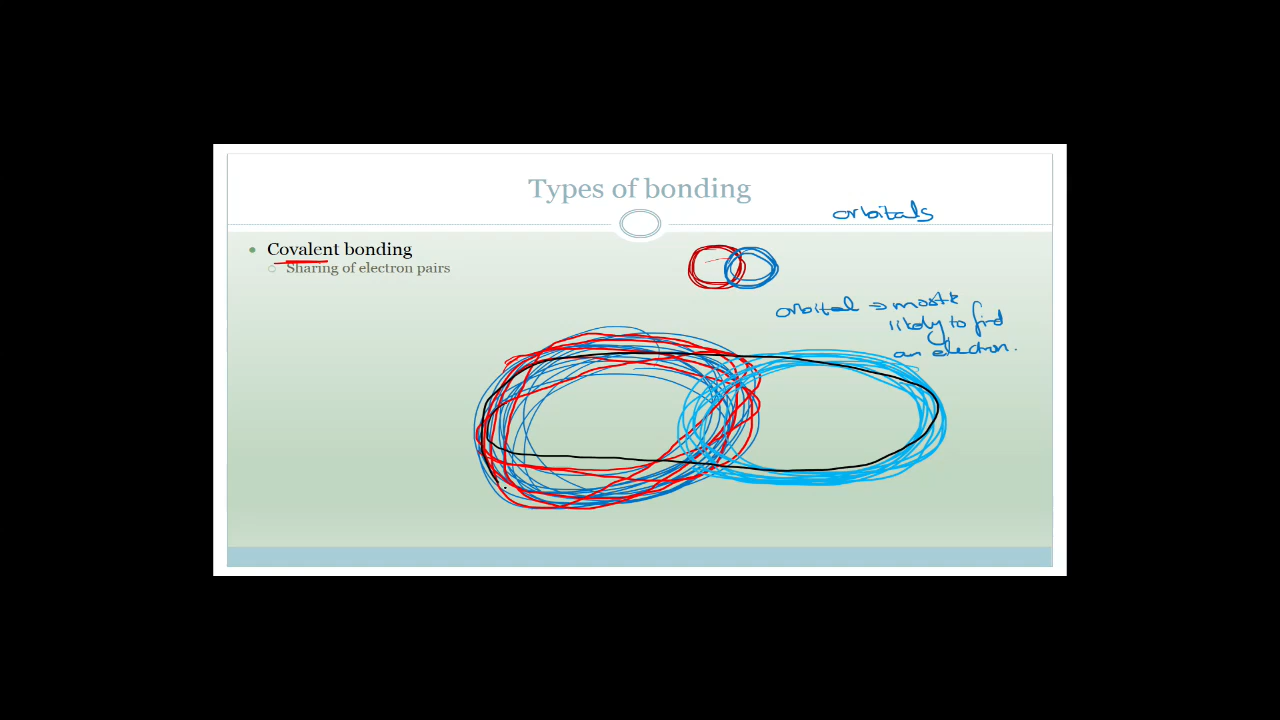 Types of bonding
orbitals
Covalent bonding
Sharing of electron pairs
orbital → most
likely to find
an electron.